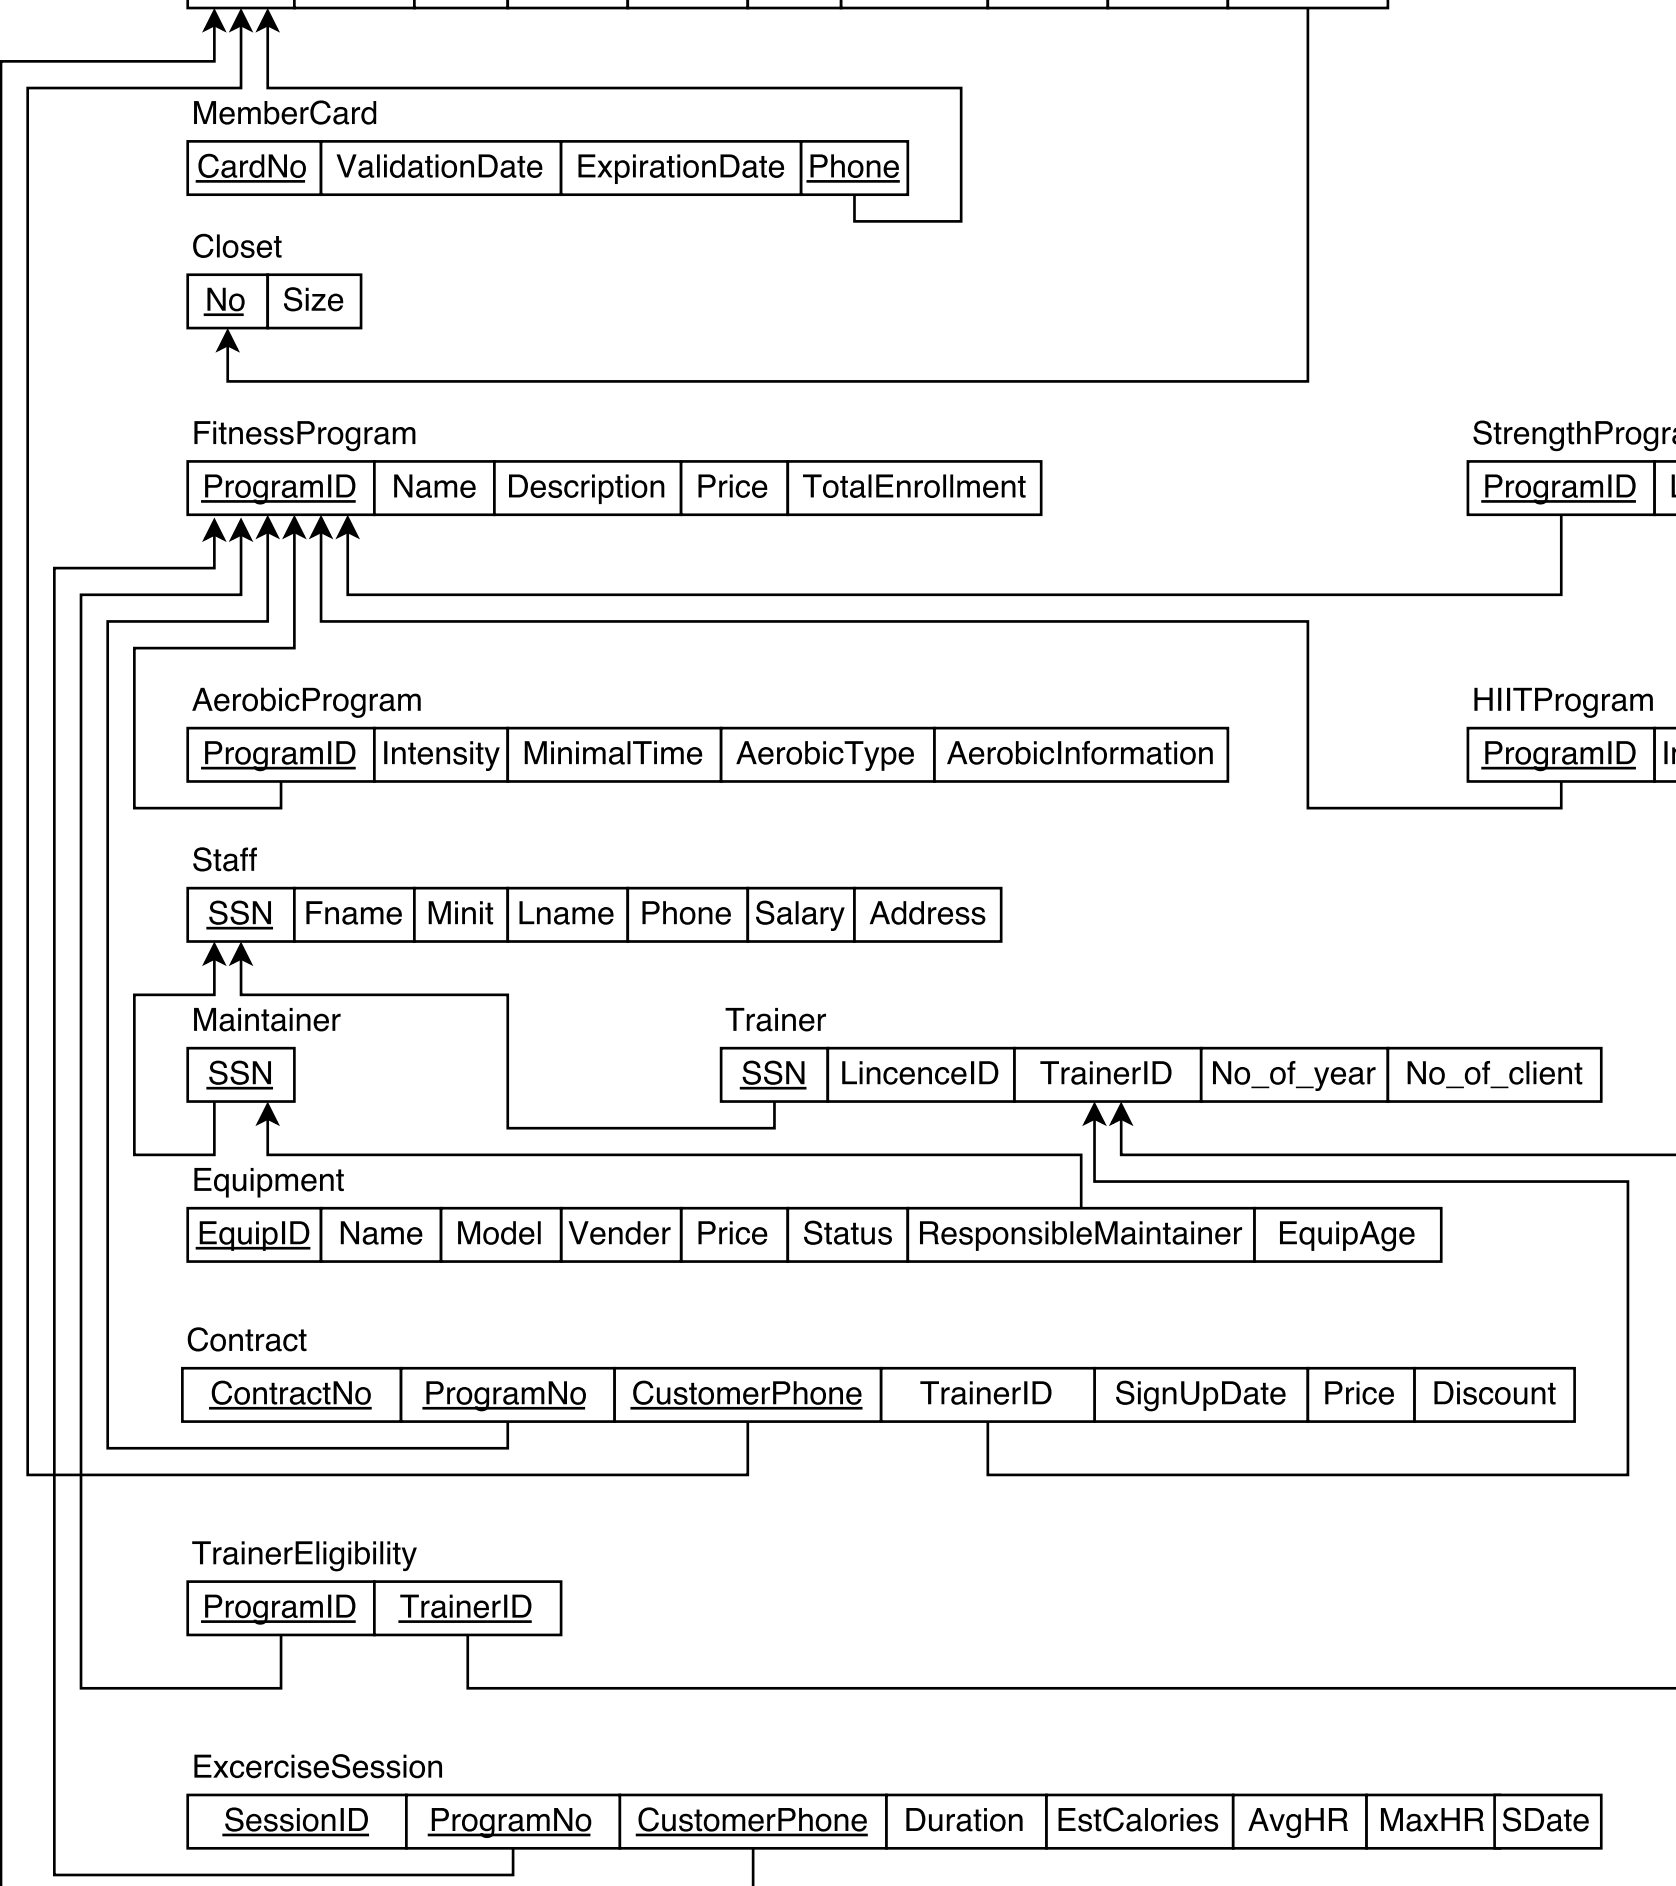 MemberCard
CardNo ValidationDate ExpirationDate Phone
Closet
No Size
FitnessProgram
ProgramID Name Description Price TotalEnrollment
StrengthProgra
ProgramID L
AerobicProgram
ProgramID Intensity MinimalTime AerobicType AerobicInformation
HIITProgram
ProgramID
Staff
SSN Fname Minit Lname Phone Salary Address
Maintainer
SSN
Trainer
SSN LincenceID TrainerID No_of_year No_of_client
Equipment
EquipID Name Model Vender Price Status ResponsibleMaintainer EquipAge
Contract
ContractNo ProgramNo CustomerPhone TrainerID SignUpDate Price Discount
TrainerEligibility
ProgramID TrainerID
ExcerciseSession
SessionID ProgramNo CustomerPhone Duration EstCalories AvgHR MaxHR SDate